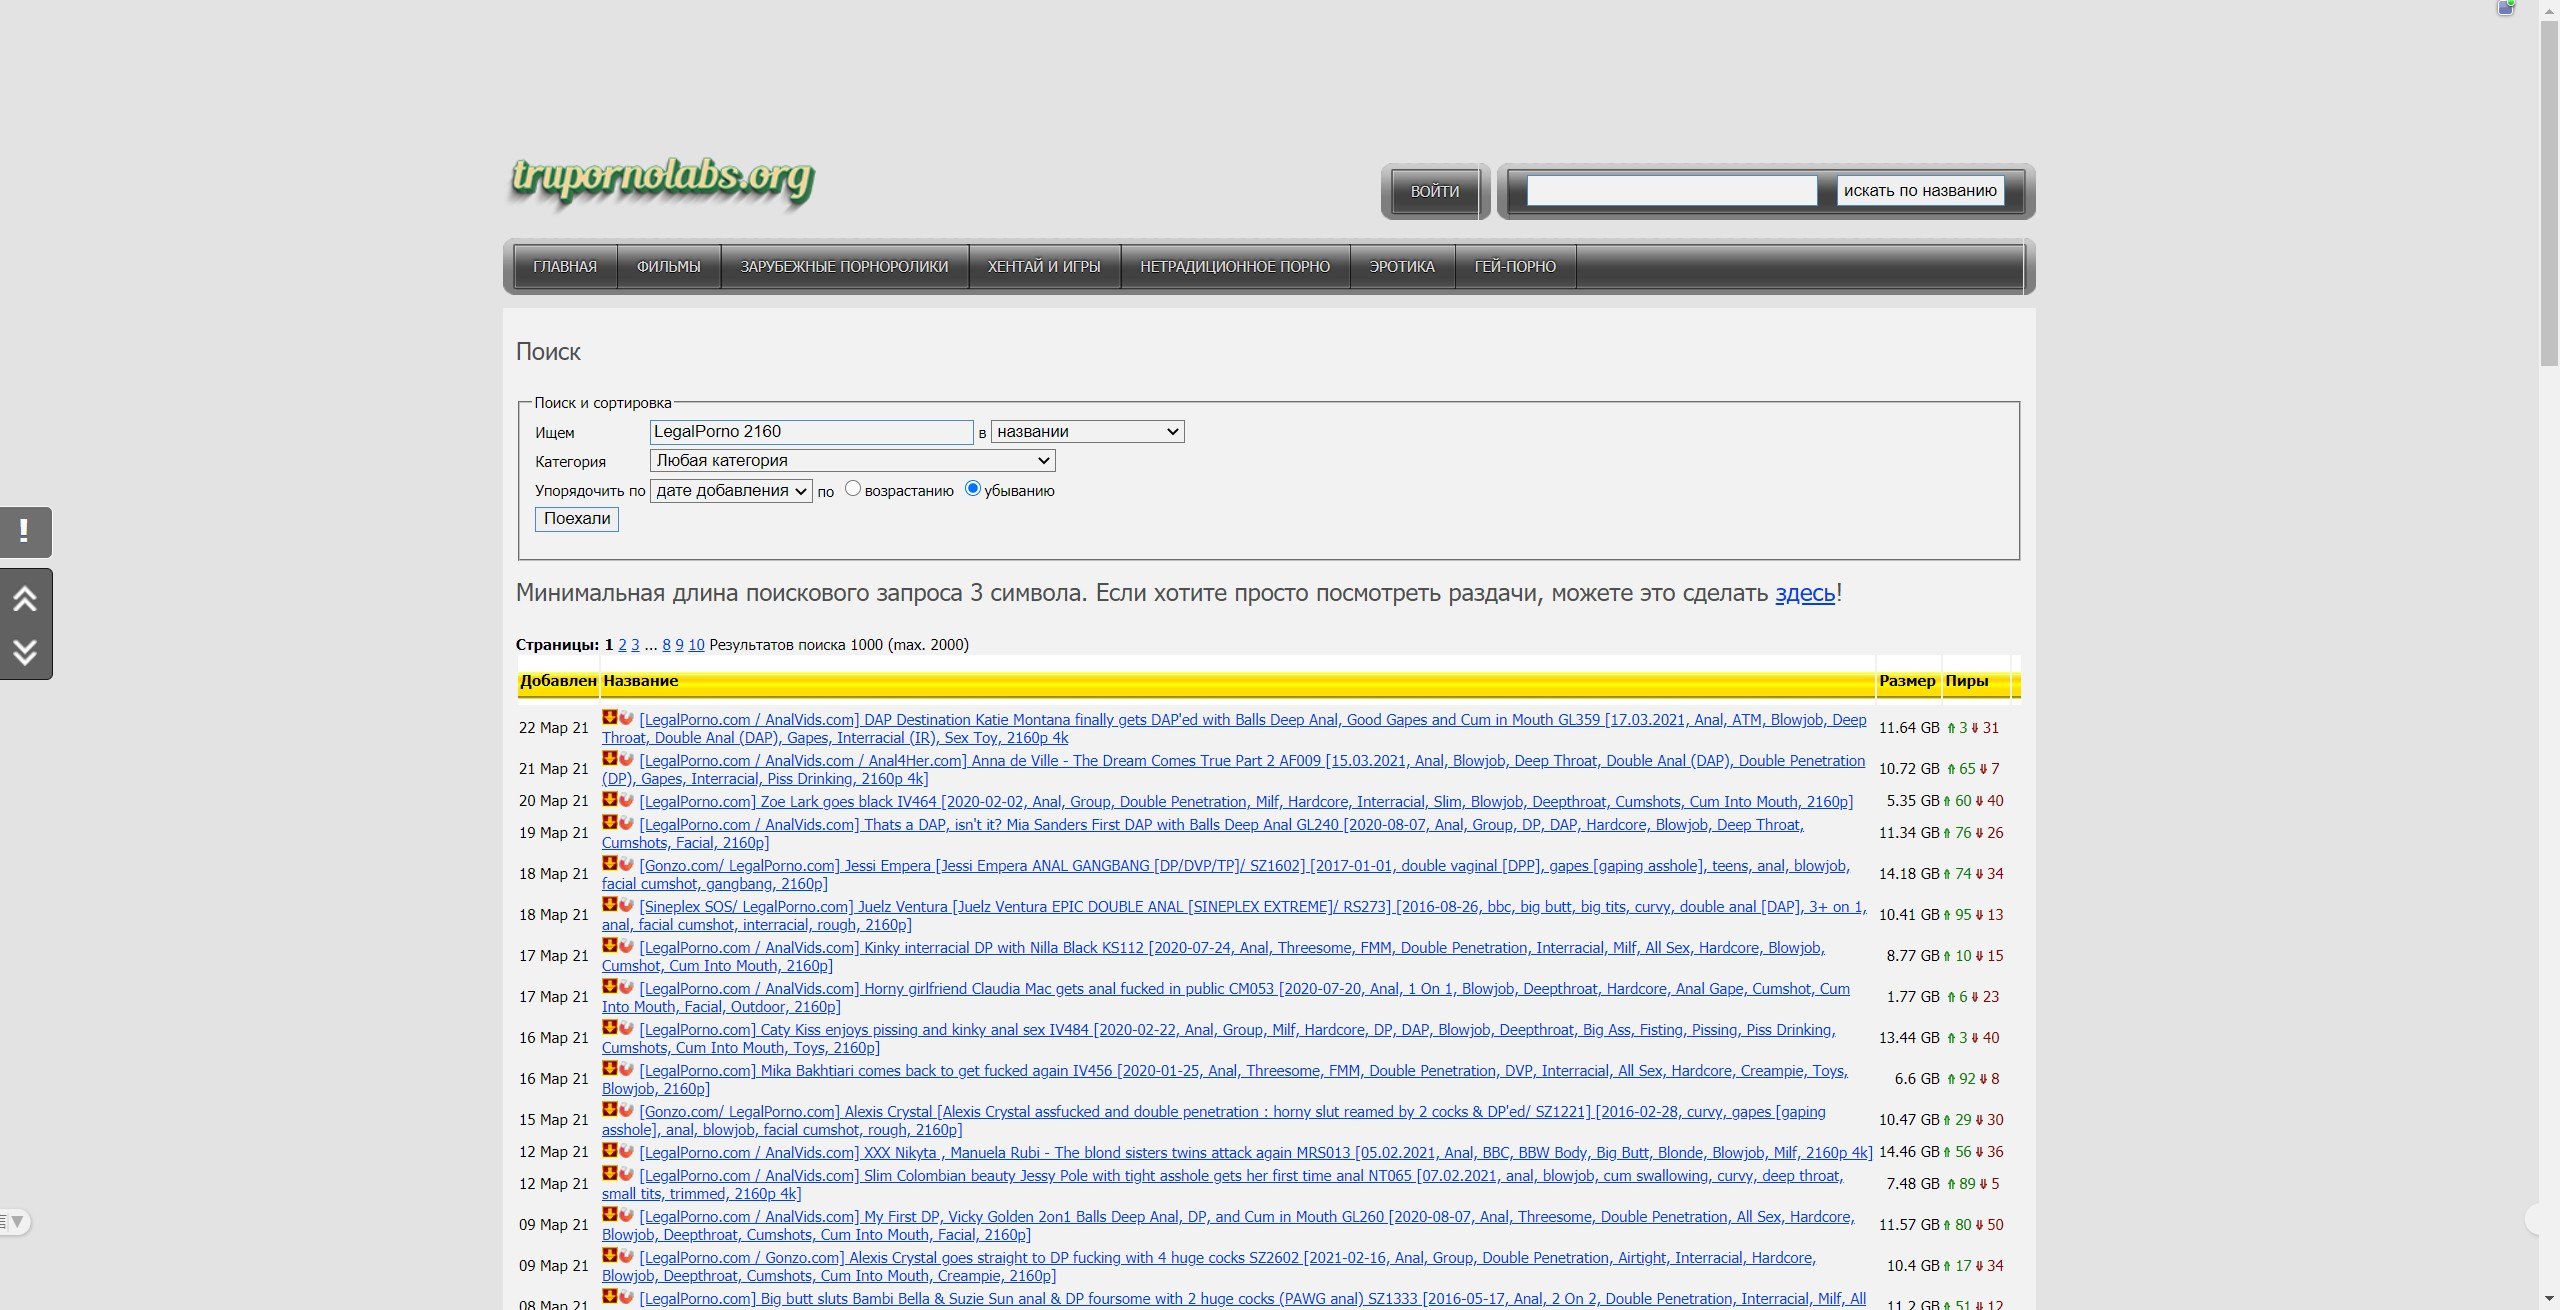 trupornolabs.org
ВОЙТИ
искать по названию
ГЛАВНАЯ ФИЛЬМЫ ЗАРУБЕЖНЫЕ ПОРНОРОЛИКИ ХЕНТАЙ И ИГРЫ НЕТРАДИЦИОННОЕ ПОРНО ЭРОТИКА ГЕЙ-ПОРНО
Поиск
Поиск и сортировка
Ищем LegalPorno 2160 в названии
Категория Любая категория
Упорядочить по дате добавления по возрастанию убыванию
Поехали
Минимальная длина поискового запроса 3 символа. Если хотите просто посмотреть раздачи, можете это сделать здесь!
Страницы: 1 2 3 ... 8 9 10 Результатов поиска 1000 (max. 2000)
Добавлен Название Размер Пиры
22 Мар 21 [LegalPorno.com / AnalVids.com] DAP Destination Katie Montana finally gets DAP'ed with Balls Deep Anal, Good Gapes and Cum in Mouth GL359 [17.03.2021, Anal, ATM, Blowjob, Deep 11.64 GB 3 31
Throat, Double Anal (DAP), Gapes, Interracial (IR), Sex Toy, 2160p 4k
21 Мар 21 [LegalPorno.com / AnalVids.com / Anal4Her.com] Anna de Ville - The Dream Comes True Part 2 AF009 [15.03.2021, Anal, Blowjob, Deep Throat, Double Anal (DAP), Double Penetration 10.72 GB 65 7
(DP), Gapes, Interracial, Piss Drinking, 2160p 4k]
20 Мар 21 [LegalPorno.com] Zoe Lark goes black IV464 [2020-02-02, Anal, Group, Double Penetration, Milf, Hardcore, Interracial, Slim, Blowjob, Deepthroat, Cumshots, Cum Into Mouth, 2160p] 5.35 GB 60 40
19 Мар 21 [LegalPorno.com / AnalVids.com] Thats a DAP, isn't it? Mia Sanders First DAP with Balls Deep Anal GL240 [2020-08-07, Anal, Group, DP, DAP, Hardcore, Blowjob, Deep Throat, 11.34 GB 76 26
Cumshots, Facial, 2160p]
18 Мар 21 [Gonzo.com/ LegalPorno.com] Jessi Empera [Jessi Empera ANAL GANGBANG [DP/DVP/TP]/ SZ1602] [2017-01-01, double vaginal [DPP], gapes [gaping asshole], teens, anal, blowjob, 14.18 GB 74 34
facial cumshot, gangbang, 2160p]
18 Мар 21 [Sineplex SOS/ LegalPorno.com] Juelz Ventura [Juelz Ventura EPIC DOUBLE ANAL [SINEPLEX EXTREME]/ RS273] [2016-08-26, bbc, big butt, big tits, curvy, double anal [DAP], 3+ on 1, 10.41 GB 95 13
anal, facial cumshot, interracial, rough, 2160p]
17 Мар 21 [LegalPorno.com / AnalVids.com] Kinky interracial DP with Nilla Black KS112 [2020-07-24, Anal, Threesome, FMM, Double Penetration, Interracial, Milf, All Sex, Hardcore, Blowjob, 8.77 GB 10 15
Cumshot, Cum Into Mouth, 2160p]
17 Мар 21 [LegalPorno.com / AnalVids.com] Horny girlfriend Claudia Mac gets anal fucked in public CM053 [2020-07-20, Anal, 1 On 1, Blowjob, Deepthroat, Hardcore, Anal Gape, Cumshot, Cum 1.77 GB 6 23
Into Mouth, Facial, Outdoor, 2160p]
16 Мар 21 [LegalPorno.com] Caty Kiss enjoys pissing and kinky anal sex IV484 [2020-02-22, Anal, Group, Milf, Hardcore, DP, DAP, Blowjob, Deepthroat, Big Ass, Fisting, Pissing, Piss Drinking, 13.44 GB 3 40
Cumshots, Cum Into Mouth, Toys, 2160p]
16 Мар 21 [LegalPorno.com] Mika Bakhtiari comes back to get fucked again IV456 [2020-01-25, Anal, Threesome, FMM, Double Penetration, DVP, Interracial, All Sex, Hardcore, Creampie, Toys, 6.6 GB 92 8
Blowjob, 2160p]
15 Мар 21 [Gonzo.com/ LegalPorno.com] Alexis Crystal [Alexis Crystal assfucked and double penetration : horny slut reamed by 2 cocks & DP'ed/ SZ1221] [2016-02-28, curvy, gapes [gaping 10.47 GB 29 30
asshole], anal, blowjob, facial cumshot, rough, 2160p]
12 Мар 21 [LegalPorno.com / AnalVids.com] XXX Nikyta , Manuela Rubi - The blond sisters twins attack again MRS013 [05.02.2021, Anal, BBC, BBW Body, Big Butt, Blonde, Blowjob, Milf, 2160p 4k] 14.46 GB 56 36
12 Мар 21 [LegalPorno.com / AnalVids.com] Slim Colombian beauty Jessy Pole with tight asshole gets her first time anal NT065 [07.02.2021, anal, blowjob, cum swallowing, curvy, deep throat, 7.48 GB 89 5
small tits, trimmed, 2160p 4k]
09 Мар 21 [LegalPorno.com / AnalVids.com] My First DP, Vicky Golden 2on1 Balls Deep Anal, DP, and Cum in Mouth GL260 [2020-08-07, Anal, Threesome, Double Penetration, All Sex, Hardcore, 11.57 GB 80 50
Blowjob, Deepthroat, Cumshots, Cum Into Mouth, Facial, 2160p]
09 Мар 21 [LegalPorno.com / Gonzo.com] Alexis Crystal goes straight to DP fucking with 4 huge cocks SZ2602 [2021-02-16, Anal, Group, Double Penetration, Airtight, Interracial, Hardcore, 10.4 GB 17 34
Blowjob, Deepthroat, Cumshots, Cum Into Mouth, Creampie, 2160p]
08 Мар 21 [LegalPorno.com] Big butt sluts Bambi Bella & Suzie Sun anal & DP foursome with 2 huge cocks (PAWG anal) SZ1333 [2016-05-17, Anal, 2 On 2, Double Penetration, Interracial, Milf, All 11.2 GB 51 12